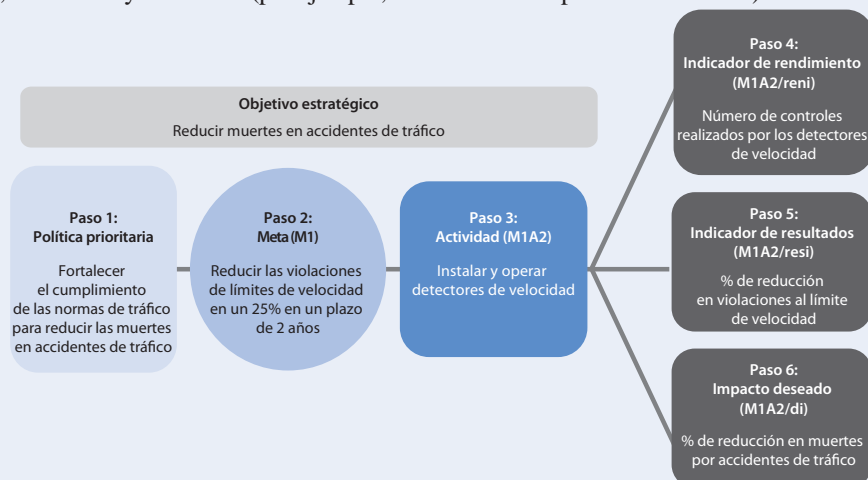 Objetivo estratégico
Reducir muertes en accidentes de tráfico
Paso 1:
Política prioritaria
Fortalecer
el cumplimiento
de las normas de tráfico
para reducir las muertes
en accidentes de tráfico
Paso 2:
Meta (M1)
Reducir las violaciones
de límites de velocidad
en un 25% en un plazo
de 2 años
Paso 3:
Actividad (M1A2)
Instalar y operar
detectores de velocidad
Paso 4:
Indicador de rendimiento
(M1A2/reni)
Número de controles
realizados por los detectores
de velocidad
Paso 5:
Indicador de resultados
(M1A2/resi)
% de reducción
en violaciones al límite
de velocidad
Paso 6:
Impacto deseado
(M1A2/di)
% de reducción en muertes
por accidentes de tráfico